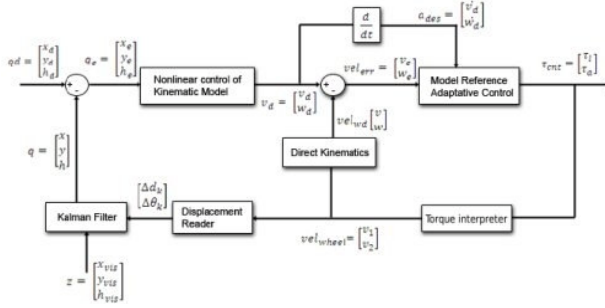 d/dt
a_des = [v̇_d ẇ_d]
qd = [x_d y_d h_d]
q_e = [x_e y_e h_e]
Nonlinear control of Kinematic Model
v_d = [v_d w_d]
vel_err = [v_e w_e]
Model Reference Adaptative Control
τ_cnt = [τ_l τ_d]
+
-
+
-
vel_wd [v w]
Direct Kinematics
q = [x y h]
Kalman Filter
[Δd_k Δθ_k]
Displacement Reader
vel_wheel = [v_1 v_2]
Torque interpreter
z = [x_vis y_vis h_vis]